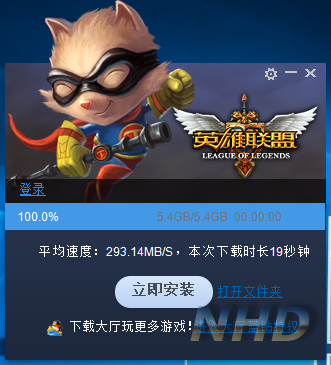 英雄联盟
LEAGUE OF LEGENDS
登录
100.0% 5.4GB/5.4GB 00:00:00
平均速度：293.14MB/S，本次下载时长19秒钟
立即安装 打开文件夹
下载大厅玩更多游戏！
NHD